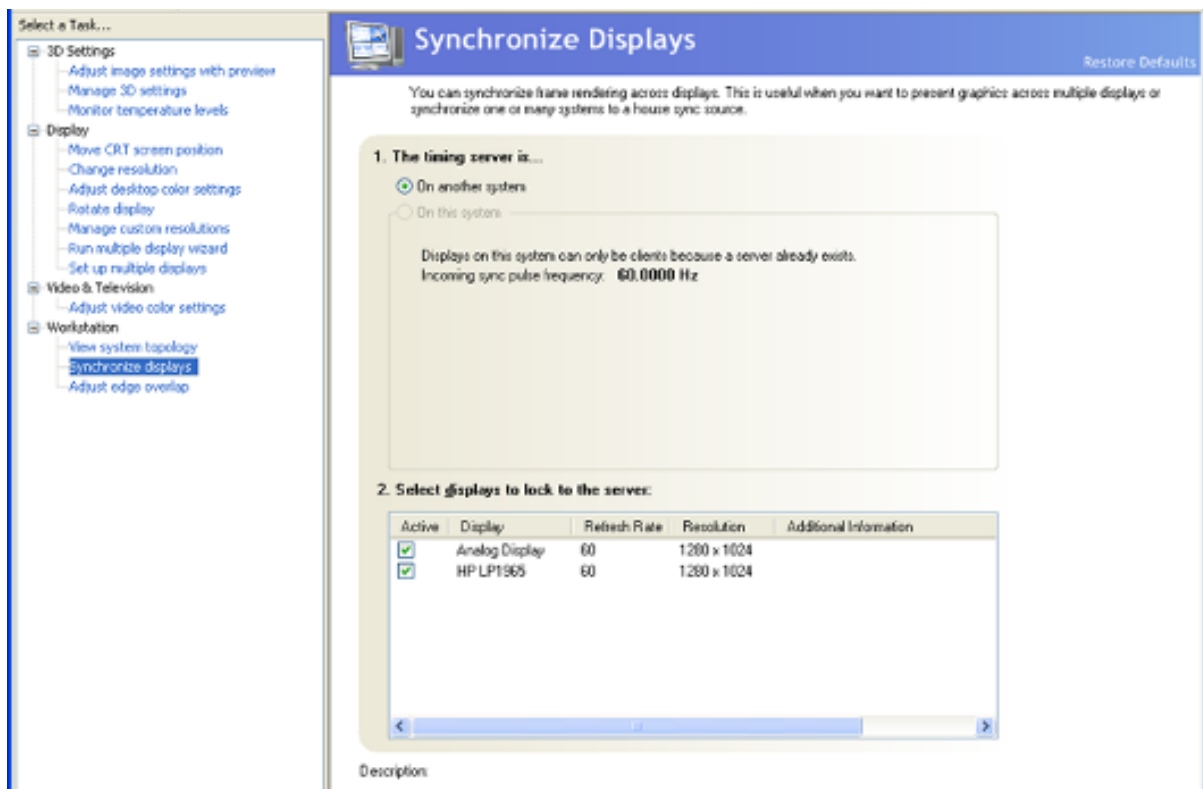 Select a Task...
3D Settings
Adjust image settings with preview
Manage 3D settings
Monitor temperature levels
Display
Move CRT screen position
Change resolution
Adjust desktop color settings
Rotate display
Manage custom resolutions
Run multiple display wizard
Set up multiple displays
Video & Television
Adjust video color settings
Workstation
View system topology
Synchronize displays
Adjust edge overlap
Synchronize Displays
Restore Defaults
You can synchronize frame rendering across displays. This is useful when you want to present graphics across multiple displays or
synchronize one or many systems to a house sync source.
1. The timing server is...
On another system
On this system
Displays on this system can only be clients because a server already exists.
Incoming sync pulse frequency: 60.0000 Hz
2. Select displays to lock to the server:
Active Display Refresh Rate Resolution Additional Information
Analog Display 60 1280 x 1024
HP LP1965 60 1280 x 1024
Description: